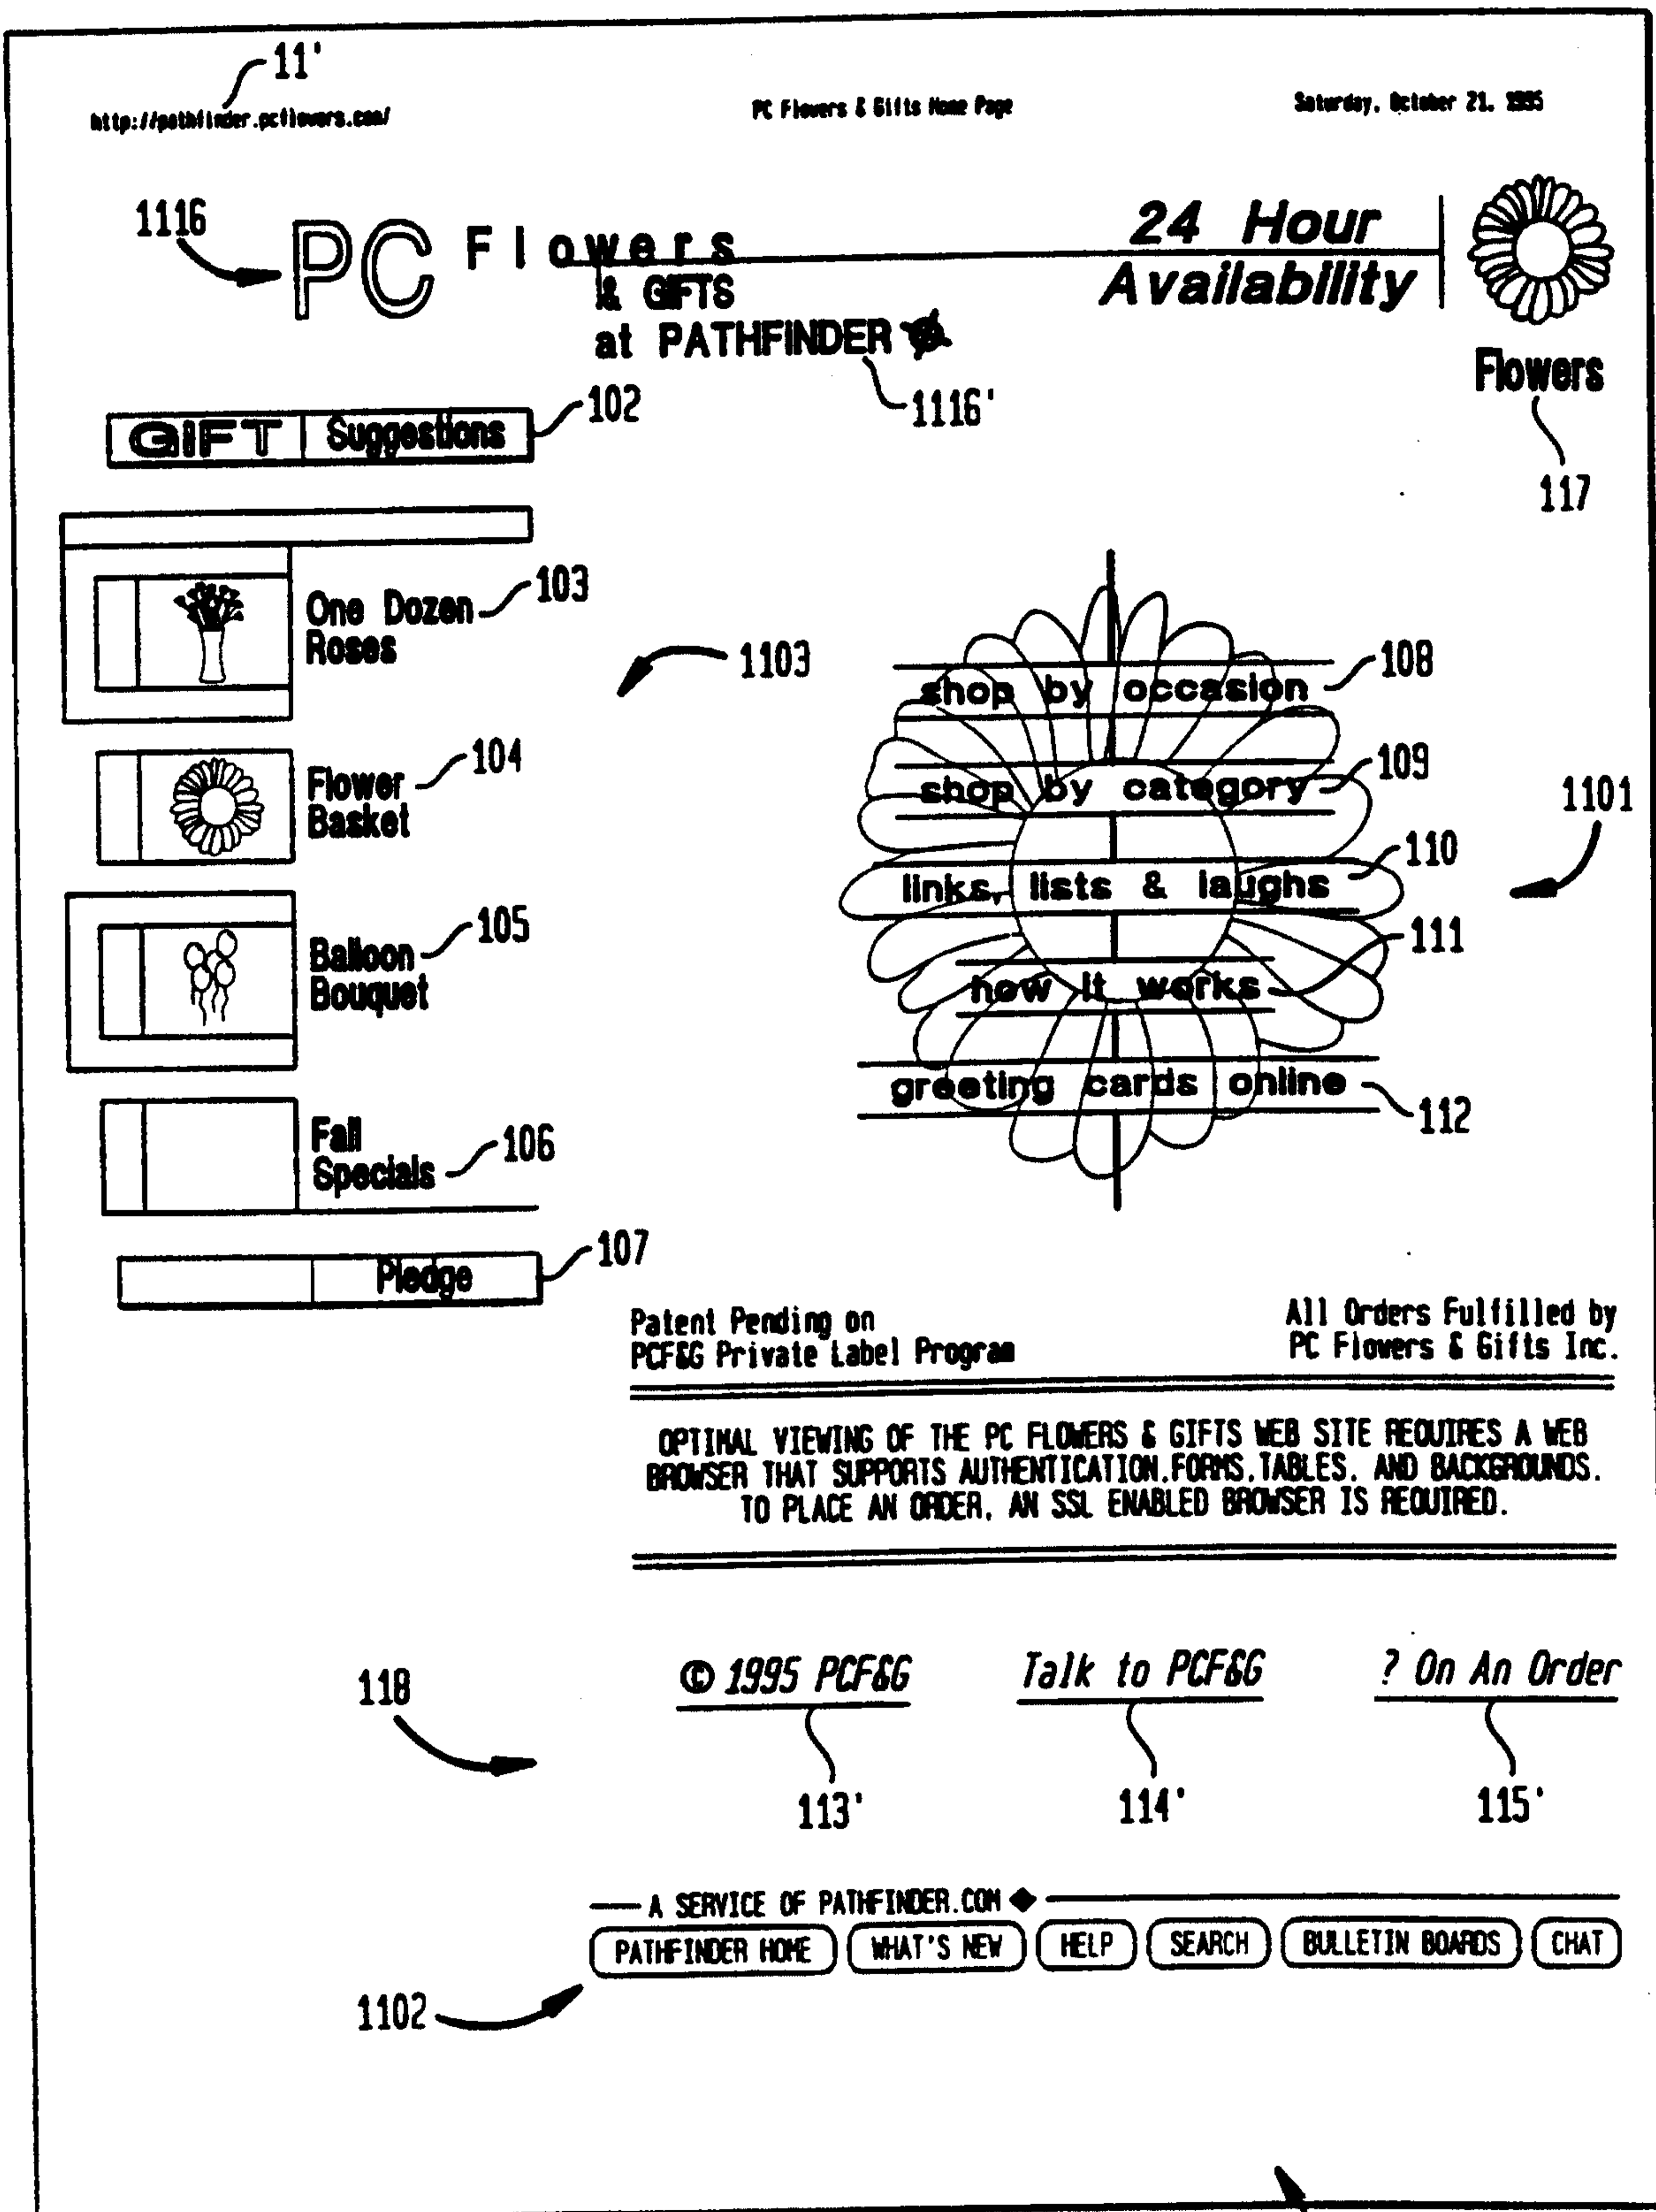 11'
http://pathfinder.pcflowers.com/
PC Flowers & Gifts Home Page
Saturday, October 21, 1995
1116
PC Flowers
& GIFTS
at PATHFINDER
1116'
24 Hour
Availability
Flowers
117
GIFT Suggestions
102
One Dozen
Roses
103
1103
Flower
Basket
104
Balloon
Bouquet
105
Fall
Specials
106
Pledge
107
shop by occasion
108
shop by category
109
1101
links, lists & laughs
110
111
how it works
greeting cards online
112
Patent Pending on
PCF&G Private Label Program
All Orders Fulfilled by
PC Flowers & Gifts Inc.
OPTIMAL VIEWING OF THE PC FLOWERS & GIFTS WEB SITE REQUIRES A WEB
BROWSER THAT SUPPORTS AUTHENTICATION.FORMS.TABLES. AND BACKGROUNDS.
TO PLACE AN ORDER, AN SSL ENABLED BROWSER IS REQUIRED.
118
© 1995 PCF&G
Talk to PCF&G
? On An Order
113'
114'
115'
A SERVICE OF PATHFINDER.COM
PATHFINDER HOME
WHAT'S NEW
HELP
SEARCH
BULLETIN BOARDS
CHAT
1102